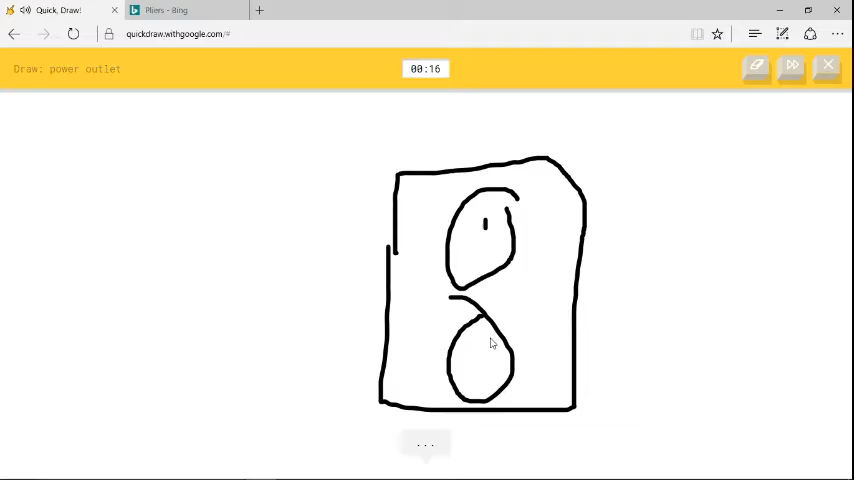 Quick, Draw!
Pliers - Bing
quickdraw.withgoogle.com/#
Draw: power outlet
00:16
...